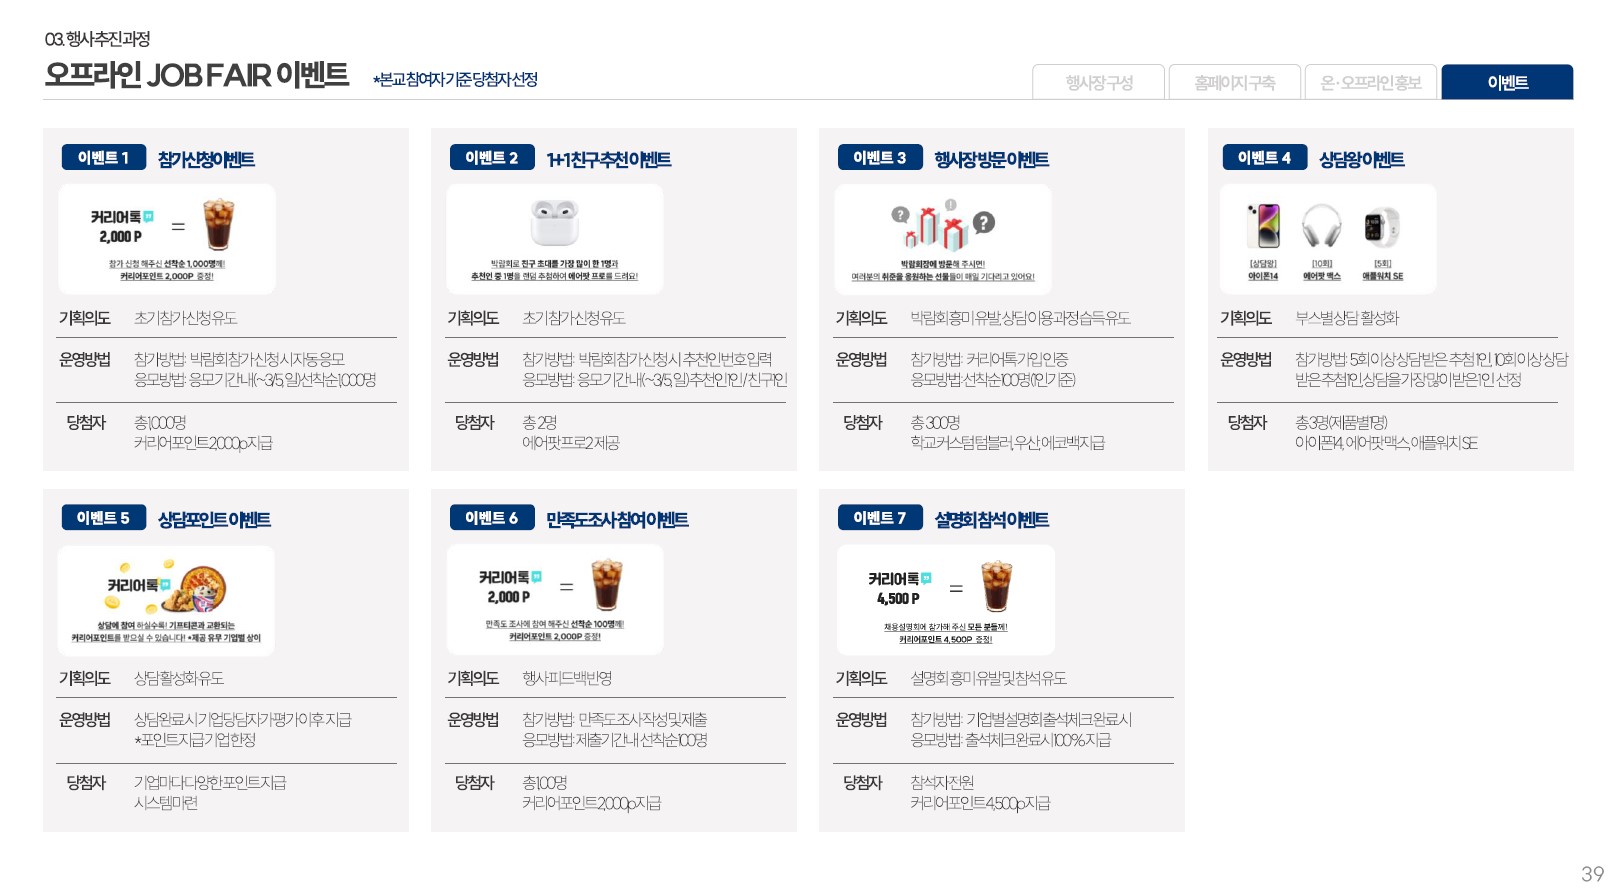 03. 행사 추진 과정
오프라인 JOB FAIR 이벤트
*본교 참여자 기준 당첨자 선정
행사장 구성
홈페이지 구축
온·오프라인 홍보
이벤트
이벤트 1 참가신청이벤트
커리어톡
2,000 P
=
참가 신청 해주신 선착순 1,000명께!
커리어포인트 2,000P 증정!
기획의도 초기 참가 신청 유도
운영방법 참가방법: 박람회 참가 신청 시 자동 응모
응모방법: 응모 기간 내(~3/5, 일) 선착순 1,000명
당첨자 총 1,000명
커리어포인트 2,000p 지급
이벤트 2 1+1 친구 추천 이벤트
박람회로 친구 초대를 가장 많이 한 1명과
추천인 중 1명을 랜덤 추첨하여 에어팟 프로를 드려요!
기획의도 초기 참가 신청 유도
운영방법 참가방법: 박람회 참가 신청 시 추천인 번호 입력
응모방법: 응모 기간 내(~3/5, 일) 추천인 1인 / 친구 1인
당첨자 총 2명
에어팟 프로2 제공
이벤트 3 행사장 방문 이벤트
? ! ?
박람회장에 방문해 주시면!
여러분의 취준을 응원하는 선물들이 매일 기다리고 있어요!
기획의도 박람회 흥미 유발, 상담 이용 과정 습득 유도
운영방법 참가방법: 커리어톡 가입 인증
응모방법: 선착순 100명(1인 기준)
당첨자 총 300명
학교 커스텀 텀블러, 우산, 에코백 지급
이벤트 4 상담왕 이벤트
[상담왕]
아이폰14
[10회]
에어팟 맥스
[5회]
애플워치 SE
기획의도 부스별 상담 활성화
운영방법 참가방법: 5회 이상 상담 받은 추첨 1인, 10회 이상 상담
받은 추첨 1인, 상담을 가장 많이 받은 1인 선정
당첨자 총 3명(제품별 1명)
아이폰14, 에어팟 맥스, 애플워치 SE
이벤트 5 상담포인트 이벤트
커리어톡
상담에 참여 하실수록! 기프티콘과 교환되는
커리어포인트를 받으실 수 있습니다! *제공 유무 기업별 상이
기획의도 상담 활성화 유도
운영방법 상담 완료 시 기업 당담자가 평가 이후 지급
*포인트 지급 기업 한정
당첨자 기업마다 다양한 포인트 지급
시스템 마련
이벤트 6 만족도조사 참여 이벤트
커리어톡
2,000 P
=
만족도 조사에 참여 해주신 선착순 100명께!
커리어포인트 2,000P 증정!
기획의도 행사 피드백 반영
운영방법 참가방법: 만족도 조사 작성 및 제출
응모방법: 제출 기간 내 선착순 100명
당첨자 총 100명
커리어포인트 2,000p 지급
이벤트 7 설명회 참석 이벤트
커리어톡
4,500 P
=
채용설명회에 참가해 주신 모든 분들께!
커리어포인트 4,500P 증정!
기획의도 설명회 흥미 유발 및 참석 유도
운영방법 참가방법: 기업별 설명회 출석체크 완료 시
응모방법: 출석체크 완료 시 100% 지급
당첨자 참석자 전원
커리어포인트 4,500p 지급
39